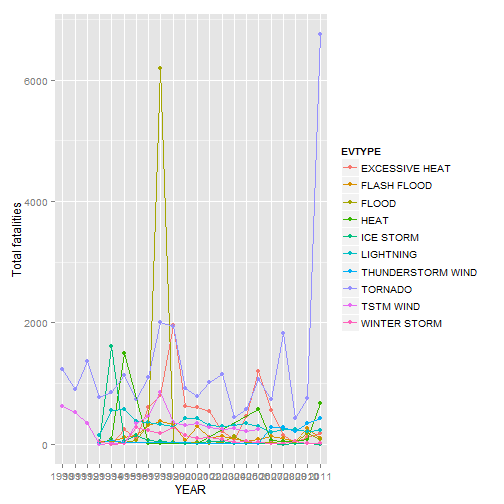 Total fatalities
6000
4000
2000
0
2011
YEAR
EVTYPE
EXCESSIVE HEAT
FLASH FLOOD
FLOOD
HEAT
ICE STORM
LIGHTNING
THUNDERSTORM WIND
TORNADO
TSTM WIND
WINTER STORM